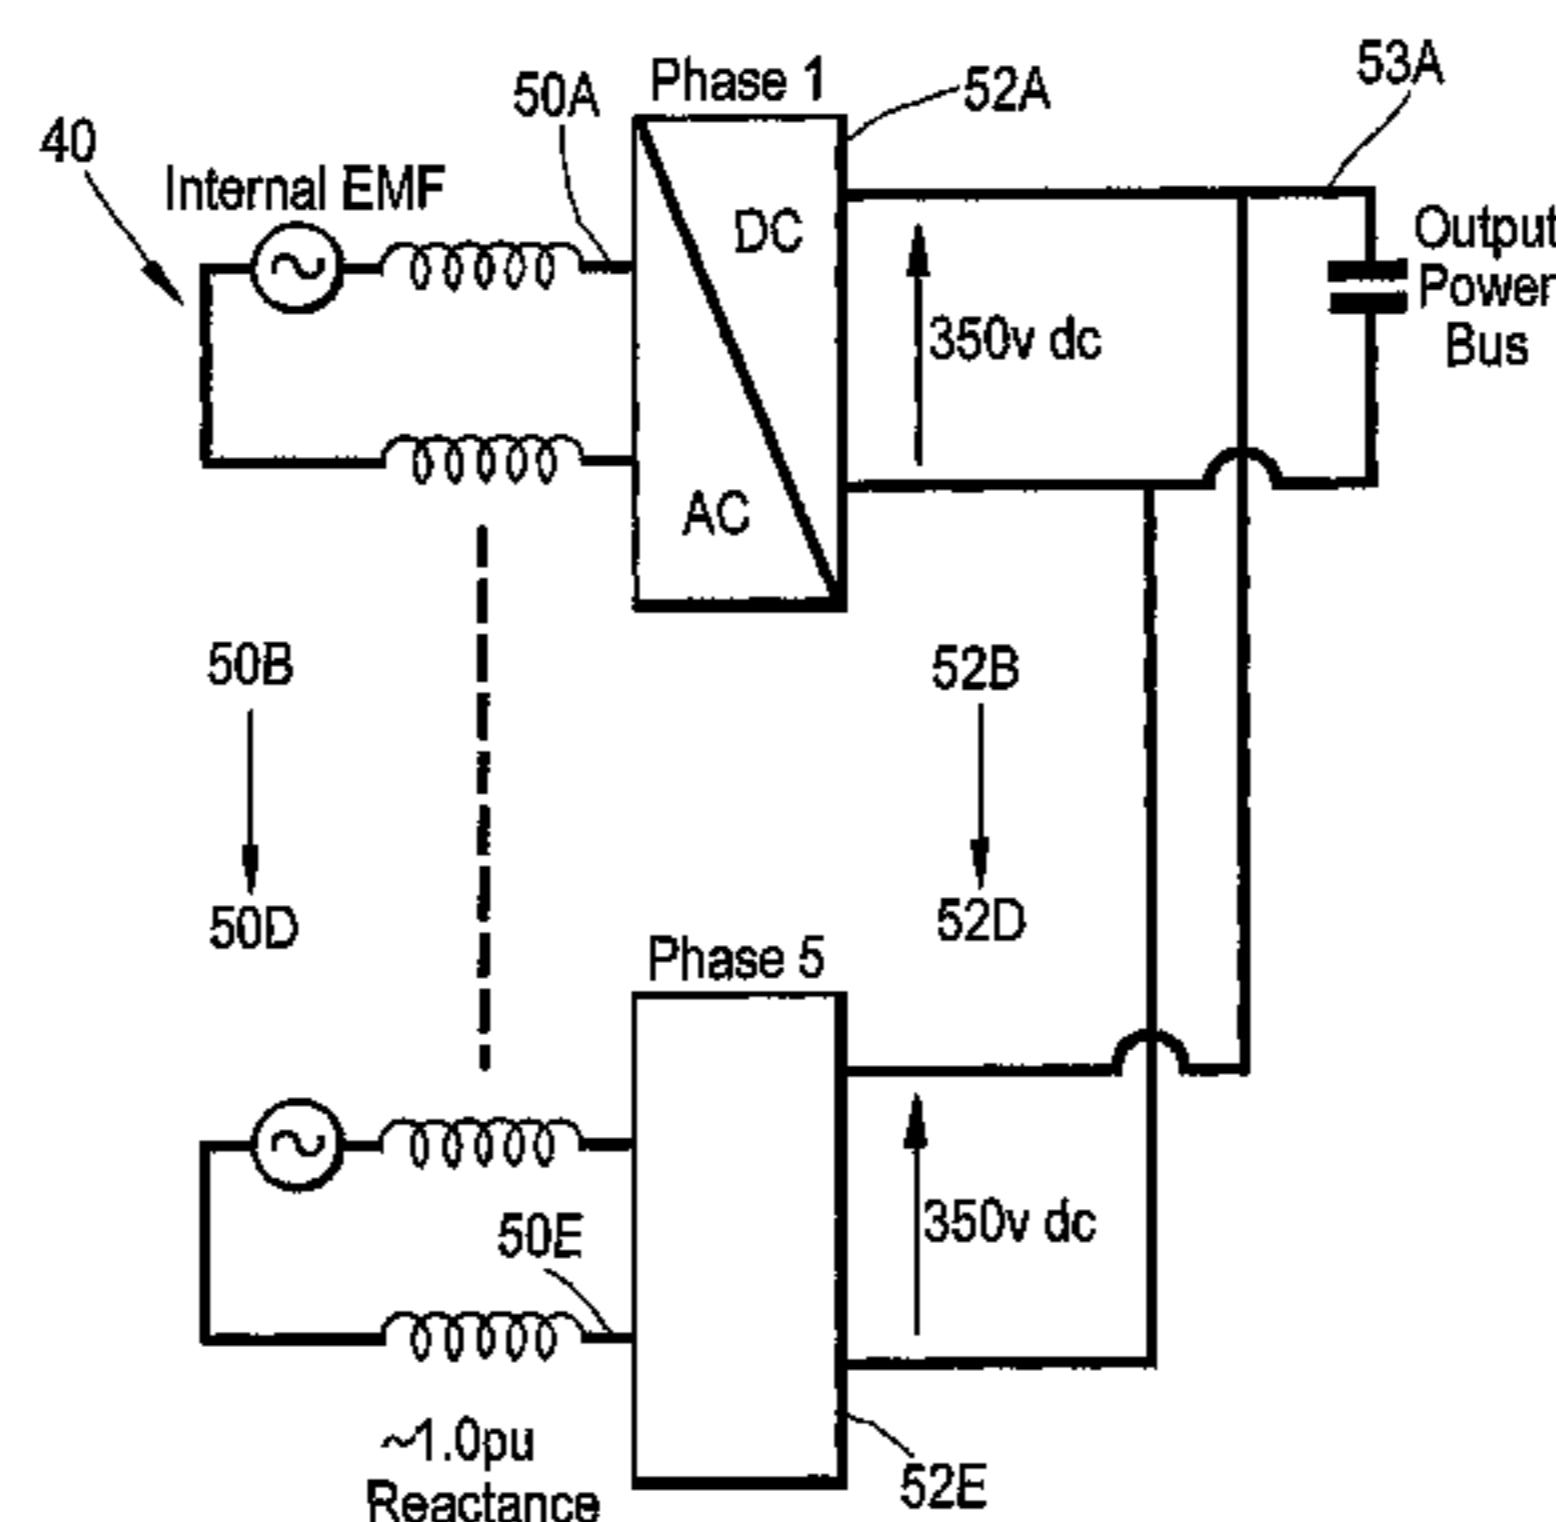 Phase 1
50A
52A
53A
40
Internal EMF
DC
Output
Power
Bus
350v dc
AC
50B
52B
50D
52D
Phase 5
50E
350v dc
~1.0pu
Reactance
52E